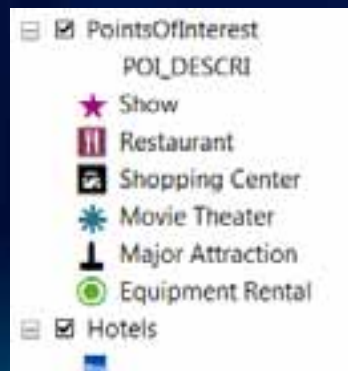 PointsOfInterest
POI_DESCRI
Show
Restaurant
Shopping Center
Movie Theater
Major Attraction
Equipment Rental
Hotels